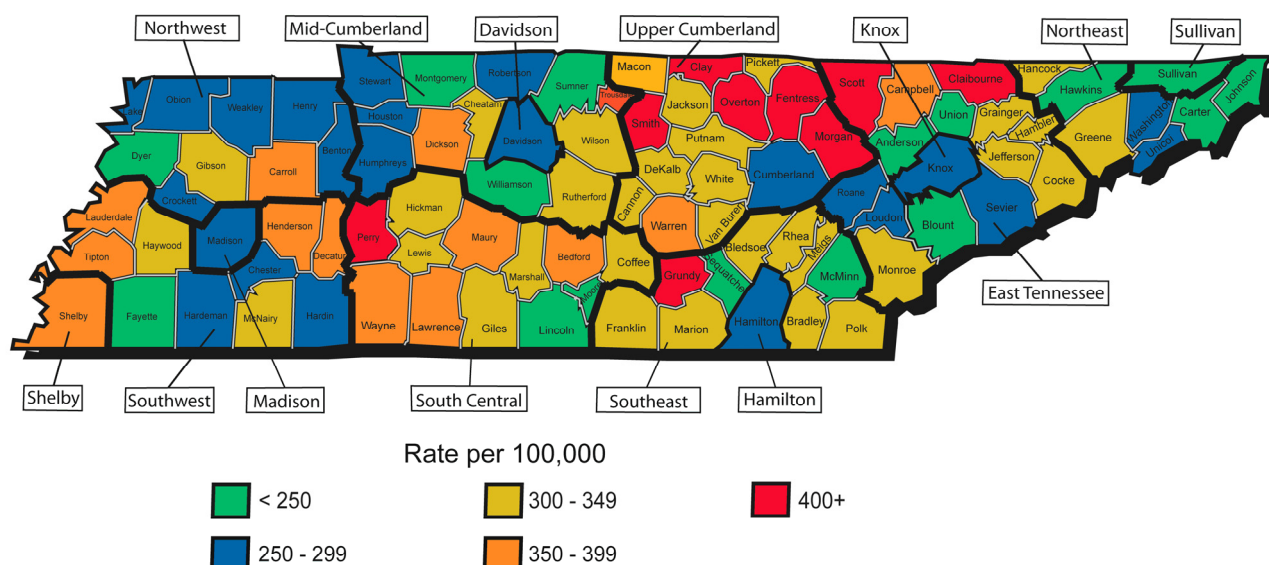 Northwest
Mid-Cumberland
Davidson
Upper Cumberland
Knox
Northeast
Sullivan
Lake
Obion
Weakley
Henry
Stewart
Montgomery
Robertson
Sumner
Macon
Trousdale
Clay
Pickett
Scott
Campbell
Claibourne
Hancock
Hawkins
Sullivan
Johnson
Carter
Washington
Unicoi
Dyer
Gibson
Carroll
Benton
Houston
Humphreys
Dickson
Cheatam
Davidson
Wilson
Smith
Jackson
Overton
Fentress
Morgan
Anderson
Union
Grainger
Hambler
Greene
Crockett
Williamson
Rutherford
Cannon
DeKalb
Putnam
White
Cumberland
Roane
Loudun
Knox
Jefferson
Cocke
Sevier
Blount
Lauderdale
Tipton
Haywood
Madison
Henderson
Decatur
Perry
Hickman
Lewis
Maury
Marshall
Bedford
Coffee
Warren
Van Buren
Bledsoe
Rhea
Meigs
McMinn
Monroe
Shelby
Fayette
Hardeman
Chester
McNairy
Hardin
Wayne
Lawrence
Giles
Lincoln
Moore
Franklin
Grundy
Sequatchie
Marion
Hamilton
Bradley
Polk
East Tennessee
Shelby
Southwest
Madison
South Central
Southeast
Hamilton
Rate per 100,000
< 250
300 - 349
400+
250 - 299
350 - 399